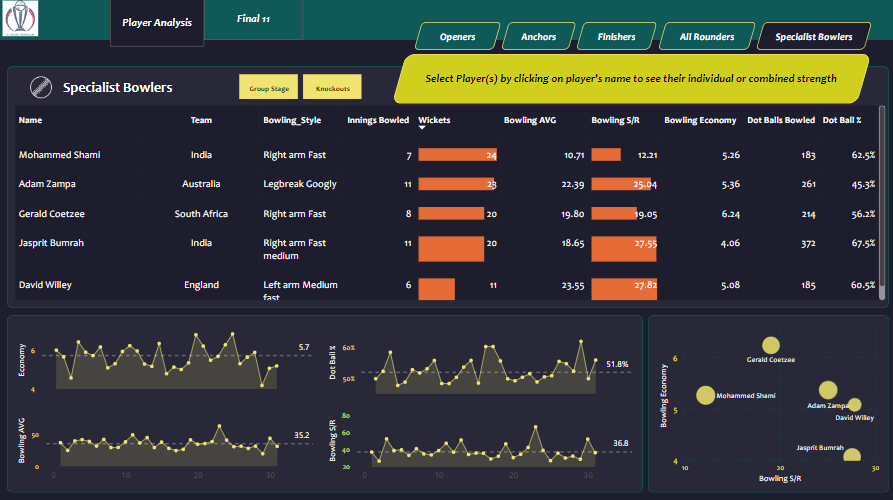 Player Analysis
Final 11
Openers
Anchors
Finishers
All Rounders
Specialist Bowlers
Select Player(s) by clicking on player's name to see their individual or combined strength
Specialist Bowlers
Group Stage
Knockouts
Name Team Bowling_Style Innings Bowled Wickets Bowling AVG Bowling S/R Bowling Economy Dot Balls Bowled Dot Ball %
Mohammed Shami India Right arm Fast 7 24 10.71 12.21 5.26 183 62.5%
Adam Zampa Australia Legbreak Googly 11 23 22.39 25.04 5.36 261 45.3%
Gerald Coetzee South Africa Right arm Fast 8 20 19.80 19.05 6.24 214 56.2%
Jasprit Bumrah India Right arm Fast 11 20 18.65 27.55 4.06 372 67.5%
medium
David Willey England Left arm Medium 6 11 23.55 27.82 5.08 185 60.5%
fast
Economy
6
4
5.7
Bowling AVG
50
0
35.2
0 10 20 30
Dot Ball %
60%
50%
51.8%
Bowling S/R
80
60
40
20
36.8
0 10 20 30
Bowling Economy
6
5
4
Gerald Coetzee
Mohammed Shami
Adam Zampa
David Willey
Jasprit Bumrah
10 20 30
Bowling S/R